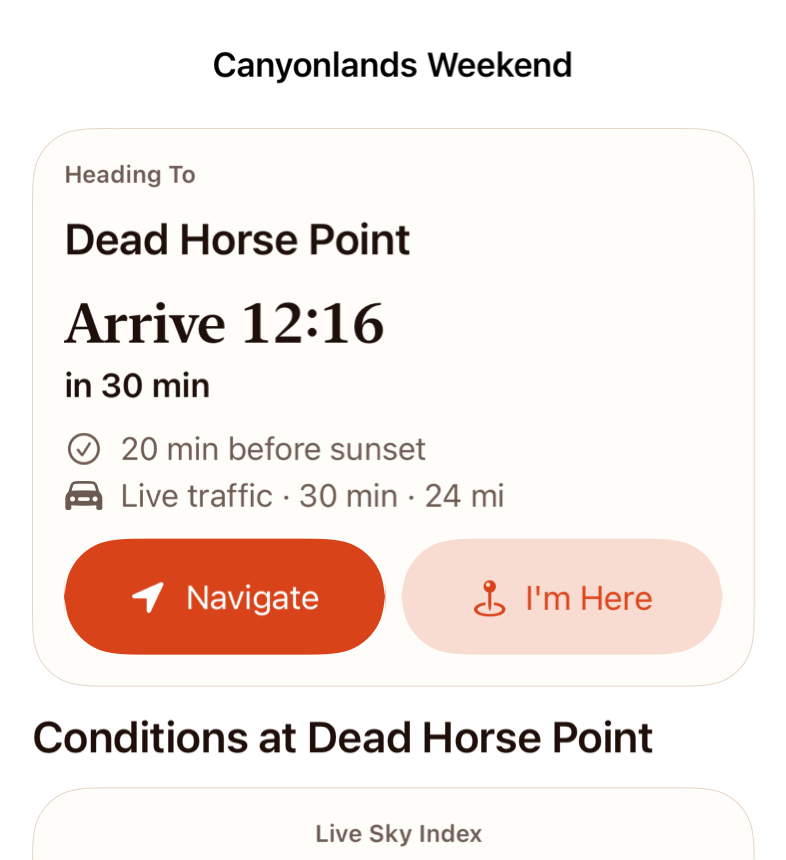 Canyonlands Weekend
Heading To
Dead Horse Point
Arrive 12:16
in 30 min
20 min before sunset
Live traffic · 30 min · 24 mi
Navigate
I'm Here
Conditions at Dead Horse Point
Live Sky Index